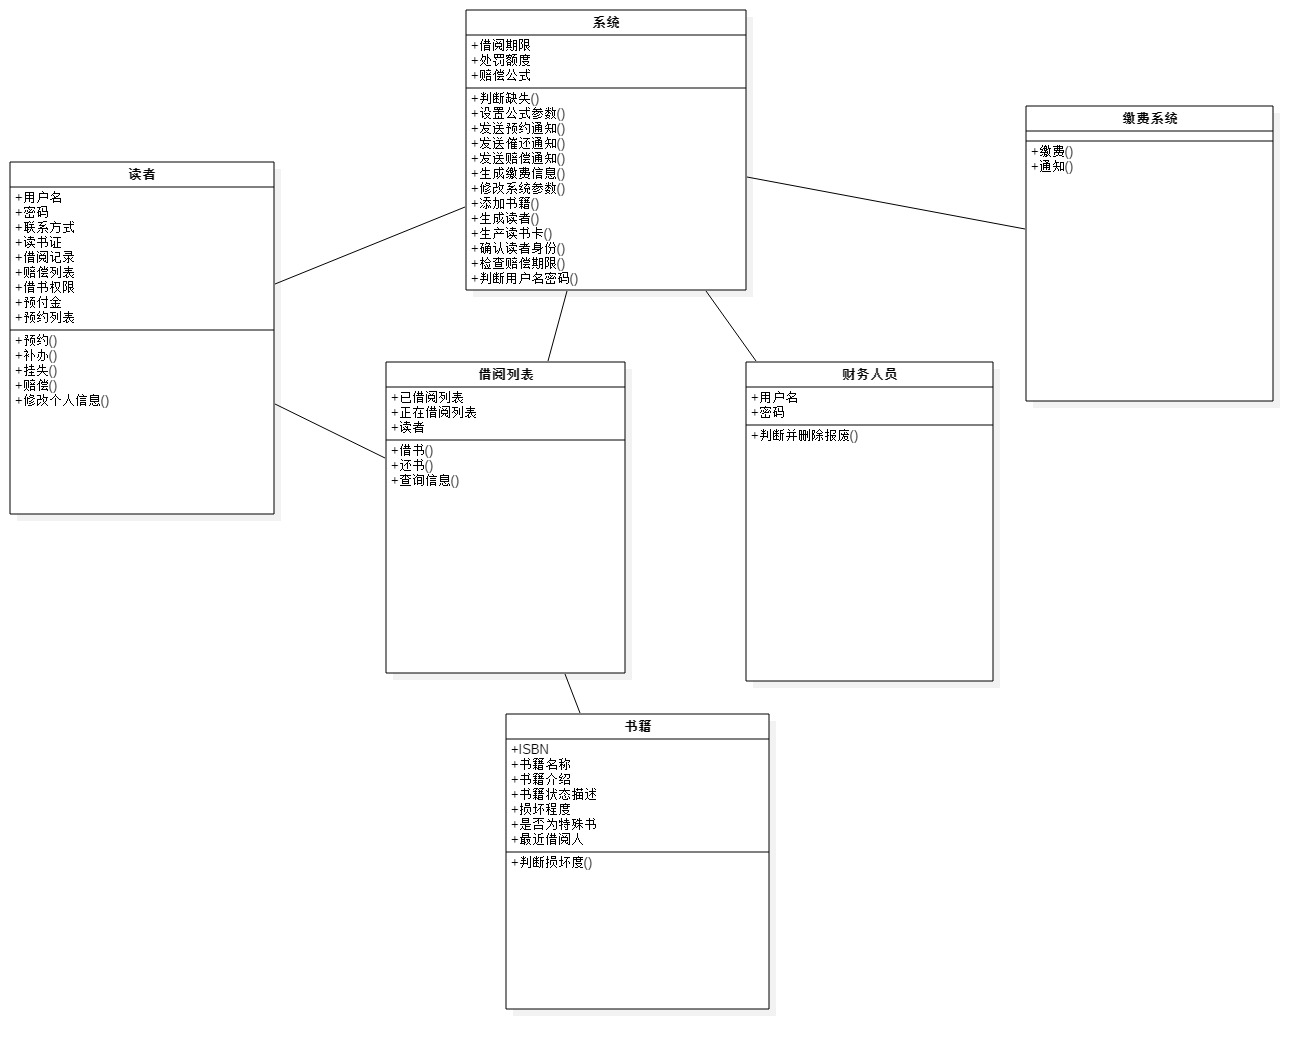 系统
+借阅期限
+处罚额度
+赔偿公式
+判断缺失()
+设置公式参数()
+发送预约通知()
+发送催还通知()
+发送赔偿通知()
+生成缴费信息()
+修改系统参数()
+添加书籍()
+生成读者()
+生产读书卡()
+确认读者身份()
+检查赔偿期限()
+判断用户名密码()
缴费系统
+缴费()
+通知()
读者
+用户名
+密码
+联系方式
+读书证
+借阅记录
+赔偿列表
+借书权限
+预付金
+预约列表
+预约()
+补办()
+挂失()
+赔偿()
+修改个人信息()
借阅列表
+已借阅列表
+正在借阅列表
+读者
+借书()
+还书()
+查询信息()
财务人员
+用户名
+密码
+判断并删除报废()
书籍
+ISBN
+书籍名称
+书籍介绍
+书籍状态描述
+损坏程度
+是否为特殊书
+最近借阅人
+判断损坏度()